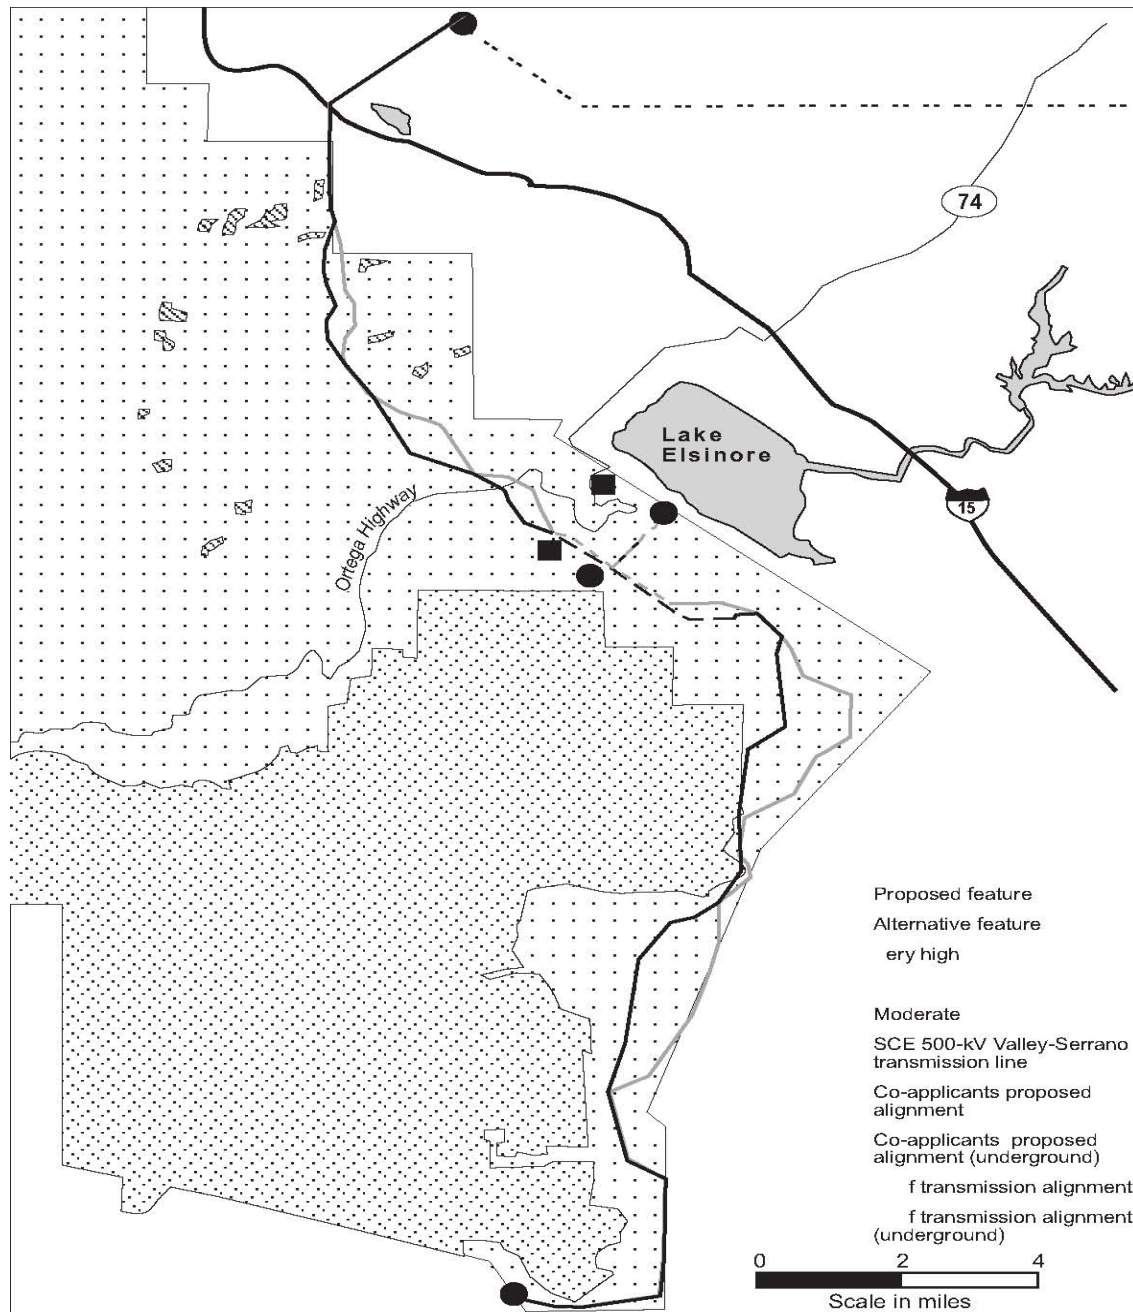 74
Lake
Elsinore
15
Ortega Highway
Proposed feature
Alternative feature
ery high
Moderate
SCE 500-kV Valley-Serrano
transmission line
Co-applicants proposed
alignment
Co-applicants proposed
alignment (underground)
f transmission alignment
f transmission alignment
(underground)
0 2 4
Scale in miles